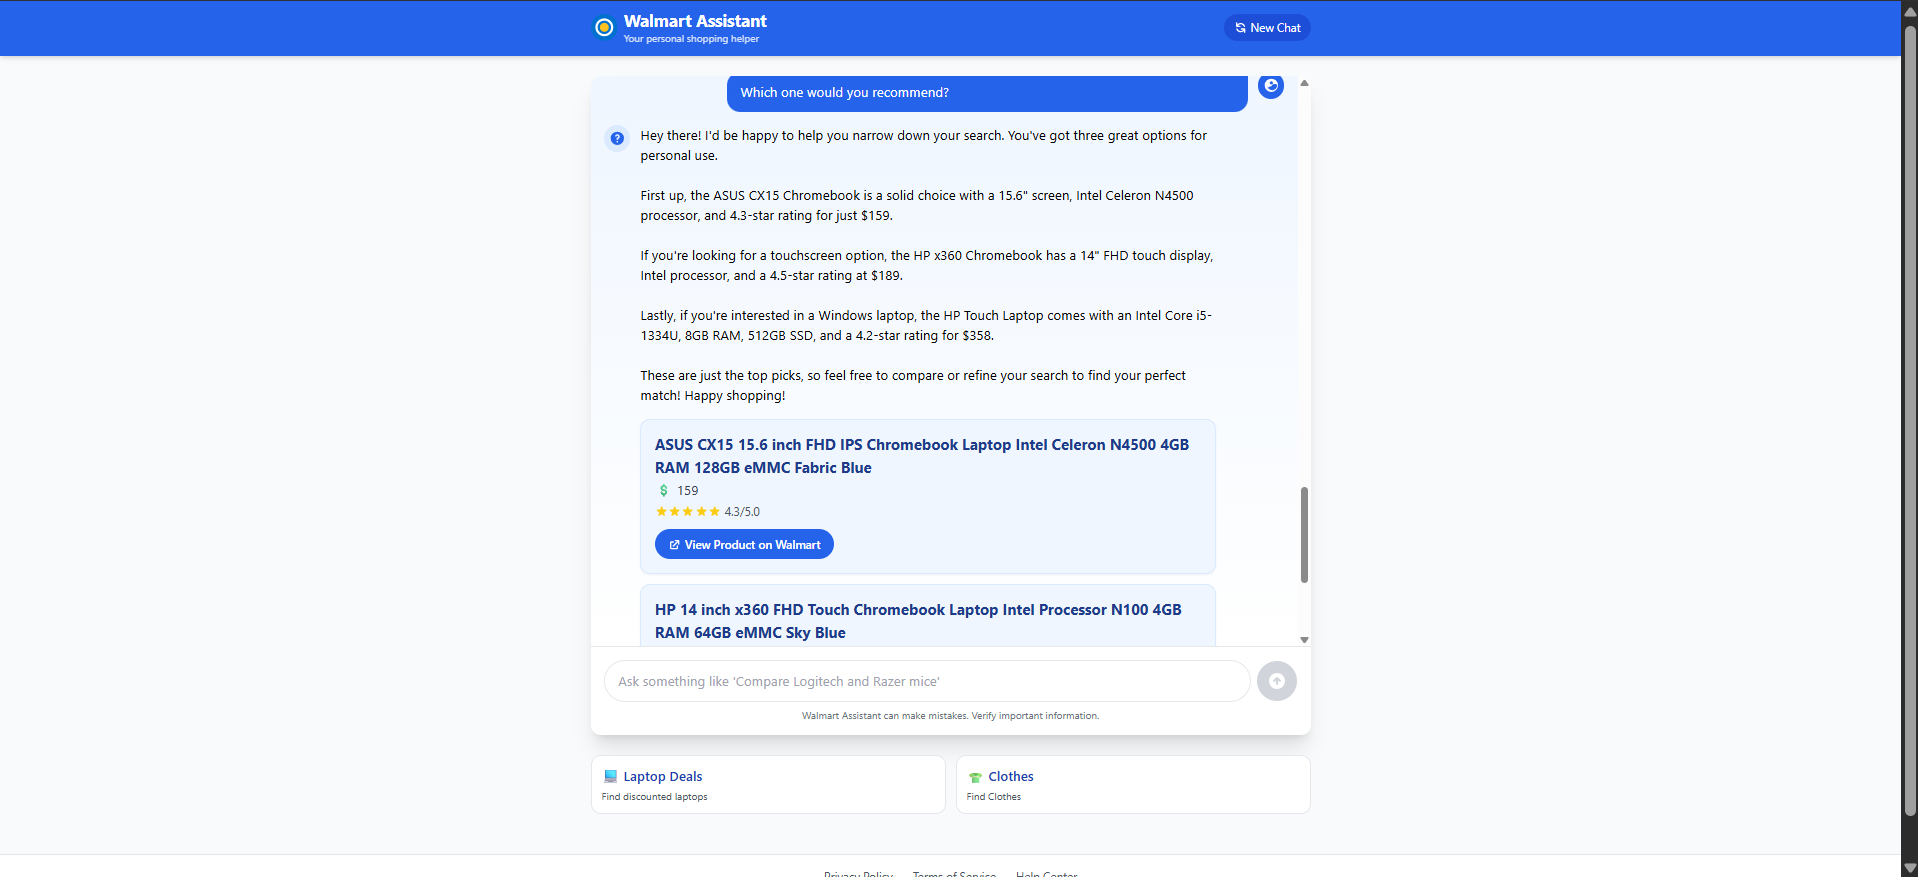 Walmart Assistant
Your personal shopping helper
New Chat
Which one would you recommend?
Hey there! I'd be happy to help you narrow down your search. You've got three great options for
personal use.
First up, the ASUS CX15 Chromebook is a solid choice with a 15.6" screen, Intel Celeron N4500
processor, and 4.3-star rating for just $159.
If you're looking for a touchscreen option, the HP x360 Chromebook has a 14" FHD touch display,
Intel processor, and a 4.5-star rating at $189.
Lastly, if you're interested in a Windows laptop, the HP Touch Laptop comes with an Intel Core i5-
1334U, 8GB RAM, 512GB SSD, and a 4.2-star rating for $358.
These are just the top picks, so feel free to compare or refine your search to find your perfect
match! Happy shopping!
ASUS CX15 15.6 inch FHD IPS Chromebook Laptop Intel Celeron N4500 4GB
RAM 128GB eMMC Fabric Blue
$ 159
4.3/5.0
View Product on Walmart
HP 14 inch x360 FHD Touch Chromebook Laptop Intel Processor N100 4GB
RAM 64GB eMMC Sky Blue
Ask something like 'Compare Logitech and Razer mice'
Walmart Assistant can make mistakes. Verify important information.
Laptop Deals
Find discounted laptops
Clothes
Find Clothes
Privacy Policy Terms of Service Help Center